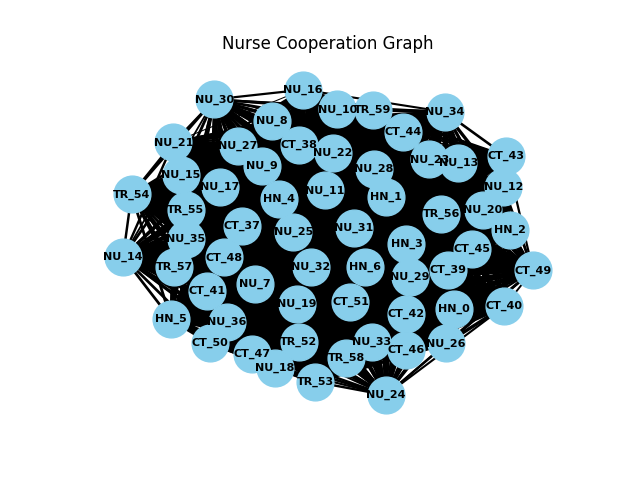 Nurse Cooperation Graph
NU_16
NU_30
NU_10
TR_59
NU_34
NU_8
CT_44
NU_21
NU_27
CT_38
NU_22
NU_23
NU_13
CT_43
NU_9
NU_28
NU_15
NU_17
NU_12
TR_54
NU_11
HN_4
HN_1
TR_55
TR_56
NU_20
CT_37
NU_25
NU_31
HN_2
NU_35
HN_3
CT_45
NU_14
CT_48
TR_57
NU_32
HN_6
CT_39
CT_49
NU_29
NU_7
CT_41
NU_19
CT_51
CT_40
HN_0
CT_42
HN_5
NU_36
CT_50
TR_52
NU_33
NU_26
CT_46
CT_47
TR_58
NU_18
TR_53
NU_24